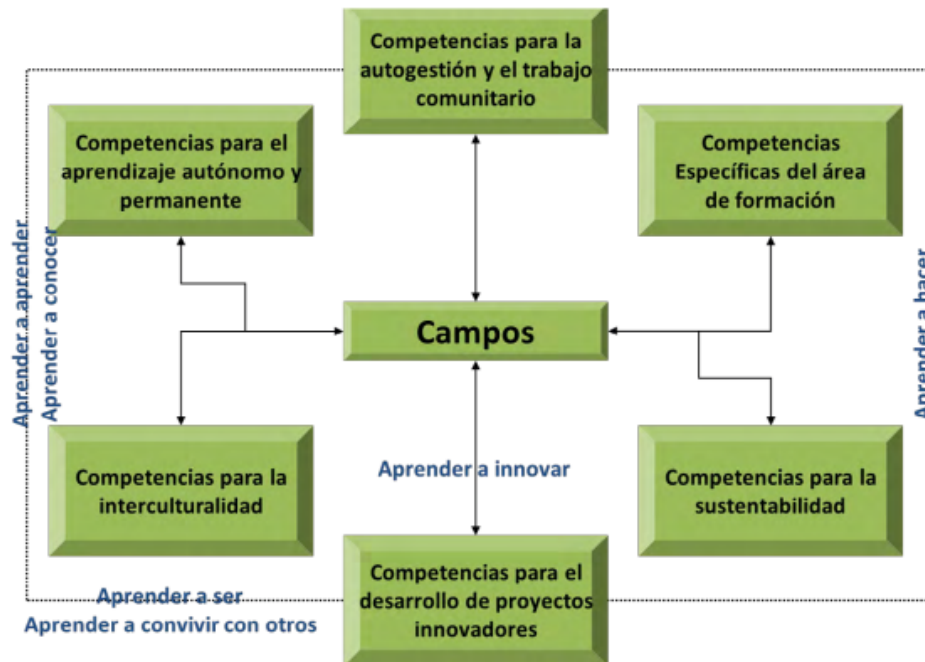 Competencias para la
autogestión y el trabajo
comunitario
Competencias para el
aprendizaje autónomo y
permanente
Competencias
Específicas del área
de formación
Aprender a aprender
Aprender a conocer
Aprender a hacer
Campos
Competencias para la
interculturalidad
Aprender a innovar
Competencias para la
sustentabilidad
Competencias para el
desarrollo de proyectos
innovadores
Aprender a ser
Aprender a convivir con otros